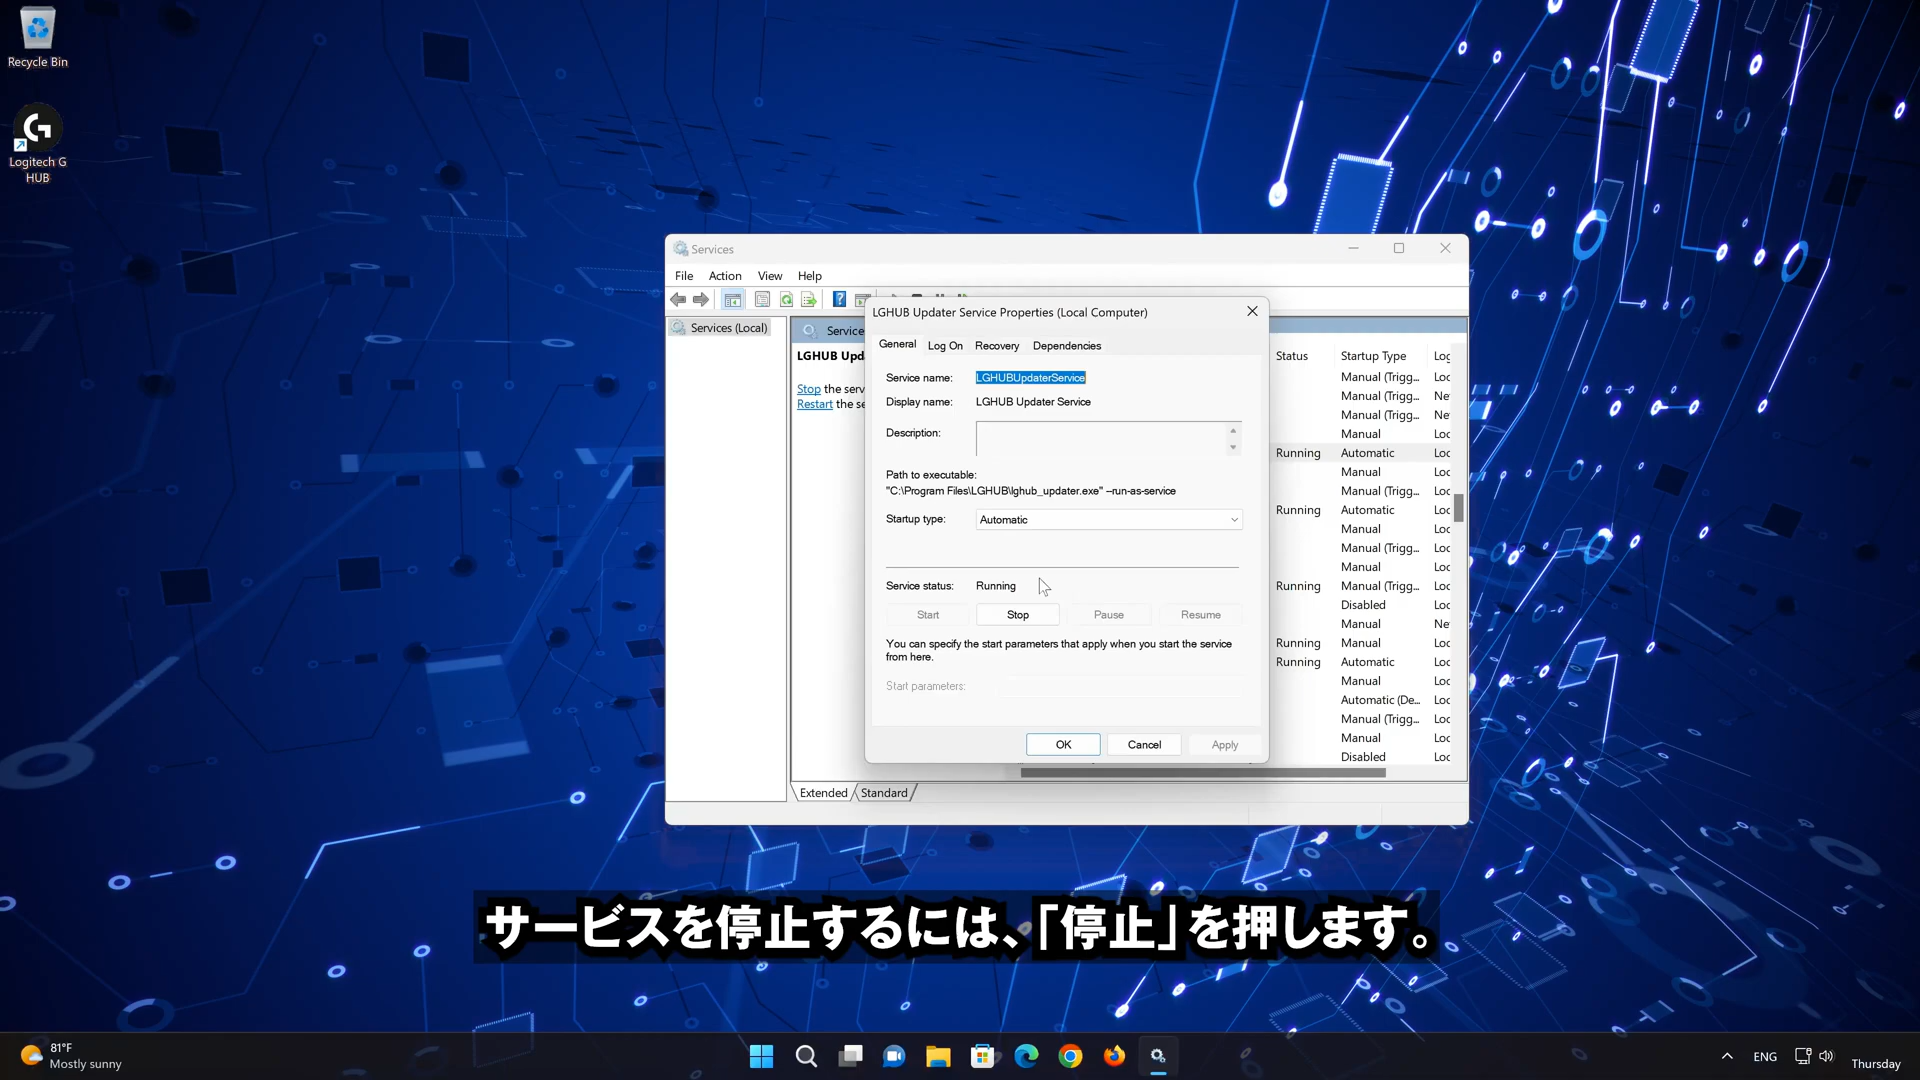 Recycle Bin
Logitech G
HUB
Services
File Action View Help
LGHUB Updater Service Properties (Local Computer)
General Log On Recovery Dependencies
Services (Local)
LGHUB Upd
Stop the serv
Restart the se
Service name: LGHUBUpdaterService
Display name: LGHUB Updater Service
Description:
Path to executable:
"C:\Program Files\LGHUB\lghub_updater.exe" --run-as-service
Startup type: Automatic
Service status: Running
Start Stop Pause Resume
You can specify the start parameters that apply when you start the service
from here.
Start parameters:
OK Cancel Apply
Service
Status Startup Type Log
Manual (Trigg... Loc
Manual (Trigg... Ne
Manual (Trigg... Ne
Manual Loc
Running Automatic Loc
Manual Loc
Manual (Trigg... Loc
Running Automatic Loc
Manual Loc
Manual (Trigg... Loc
Manual Loc
Running Manual (Trigg... Loc
Disabled Loc
Manual Ne
Running Manual Loc
Running Automatic Loc
Manual Loc
Automatic (De... Loc
Manual (Trigg... Loc
Manual Loc
Disabled Loc
Extended Standard
サービスを停止するには、「停止」を押します。
81°F
Mostly sunny
ENG
Thursday